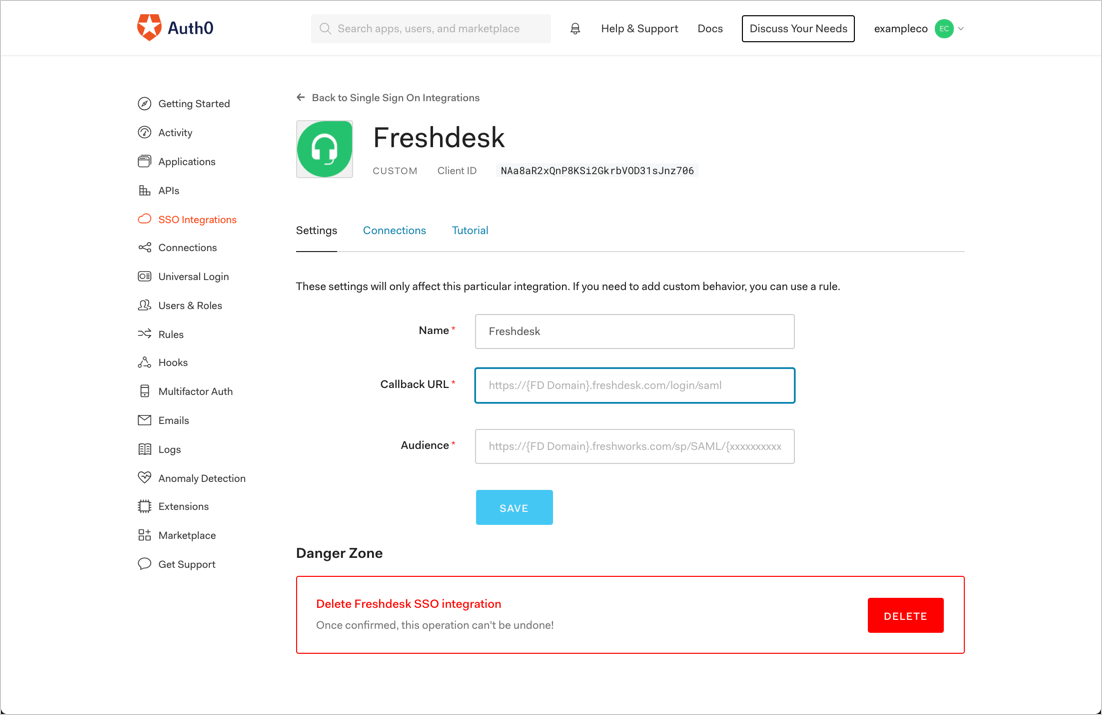 Auth0
Search apps, users, and marketplace
Help & Support
Docs
Discuss Your Needs
exampleco
EC
Getting Started
Activity
Applications
APIs
SSO Integrations
Connections
Universal Login
Users & Roles
Rules
Hooks
Multifactor Auth
Emails
Logs
Anomaly Detection
Extensions
Marketplace
Get Support
Back to Single Sign On Integrations
Freshdesk
CUSTOM
Client ID
NAa8aR2xQnP8KSi2GkrbVOD31sJnz706
Settings
Connections
Tutorial
These settings will only affect this particular integration. If you need to add custom behavior, you can use a rule.
Name*
Freshdesk
Callback URL*
https://{FD Domain}.freshdesk.com/login/saml
Audience*
https://{FD Domain}.freshworks.com/sp/SAML/{xxxxxxxxxx
SAVE
Danger Zone
Delete Freshdesk SSO integration
Once confirmed, this operation can't be undone!
DELETE